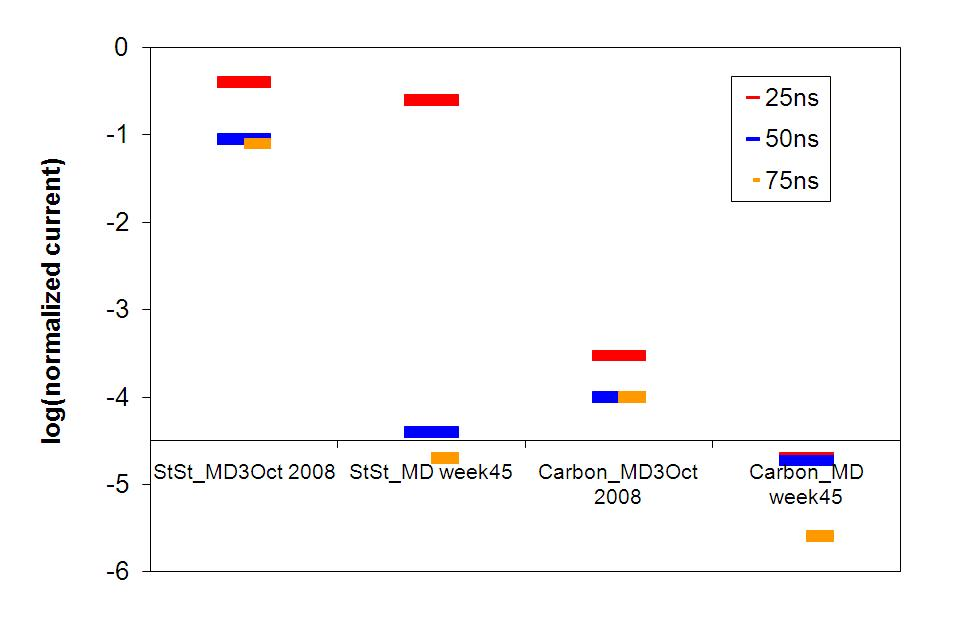 0
-1
-2
-3
-4
-5
-6
log(normalized current)
25ns
50ns
75ns
StSt_MD3Oct 2008
StSt_MD week45
Carbon_MD3Oct
2008
Carbon_MD
week45